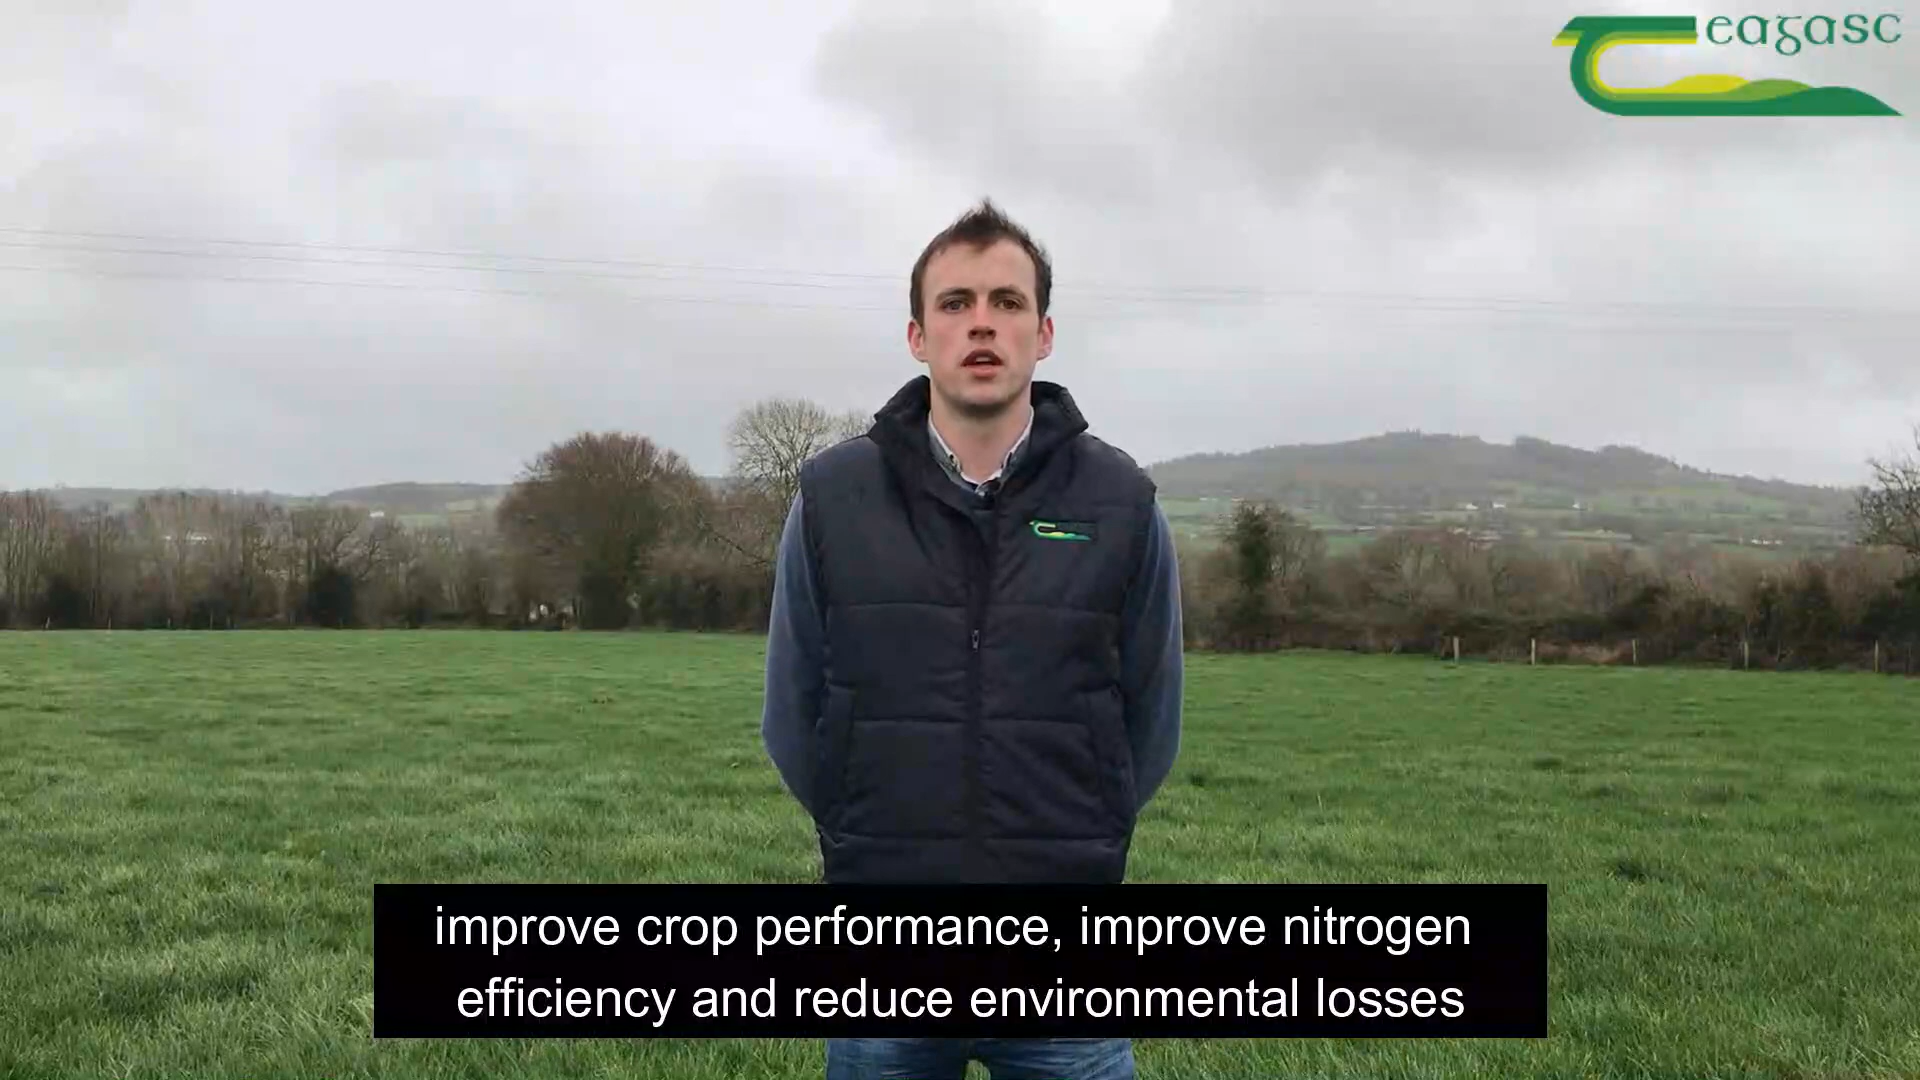 eagasc
improve crop performance, improve nitrogen
efficiency and reduce environmental losses